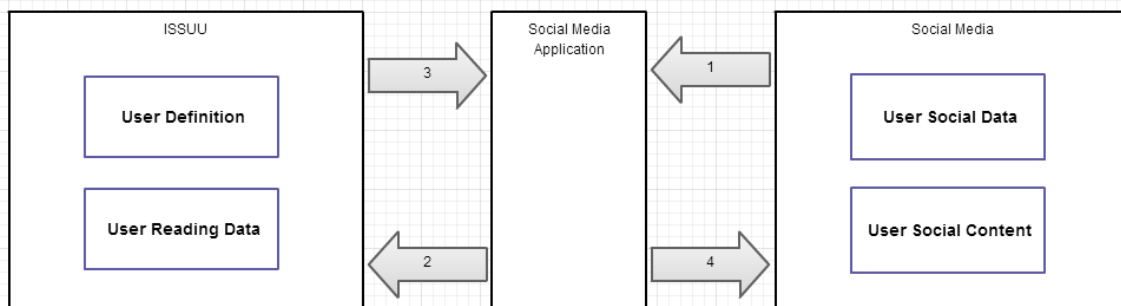 ISSUU
Social Media
Application
Social Media
User Definition
User Reading Data
3
2
1
4
User Social Data
User Social Content